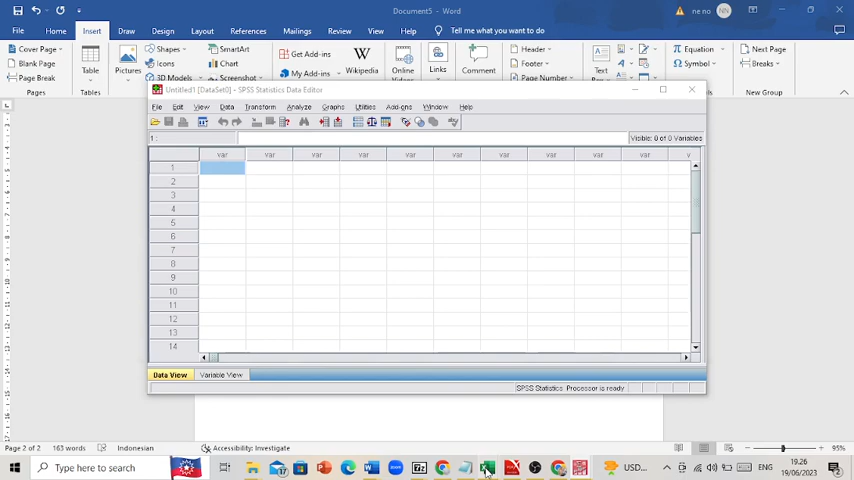 Document5 - Word
ne no
NN
File Home Insert Draw Design Layout References Mailings Review View Help Tell me what you want to do
Cover Page
Blank Page
Page Break
Pages
Table
Pictures
Shapes
Icons
3D Models
SmartArt
Chart
Screenshot
Get Add-ins
My Add-ins
Wikipedia
Online
Links
Comment
Header
Footer
Page Number
Text
Equation
Symbol
Next Page
Breaks
New Group
Untitled1 [DataSet0] - SPSS Statistics Data Editor
File Edit View Data Transform Analyze Graphs Utilities Add-ons Window Help
1 :
Visible: 0 of 0 Variables
var var var var var var var var var var v
1
2
3
4
5
6
7
8
9
10
11
12
13
14
Data View Variable View
SPSS Statistics Processor is ready
Page 2 of 2 163 words Indonesian Accessibility: Investigate 95%
Type here to search
17
7z
USD...
ENG
19.26
19/06/2023
2